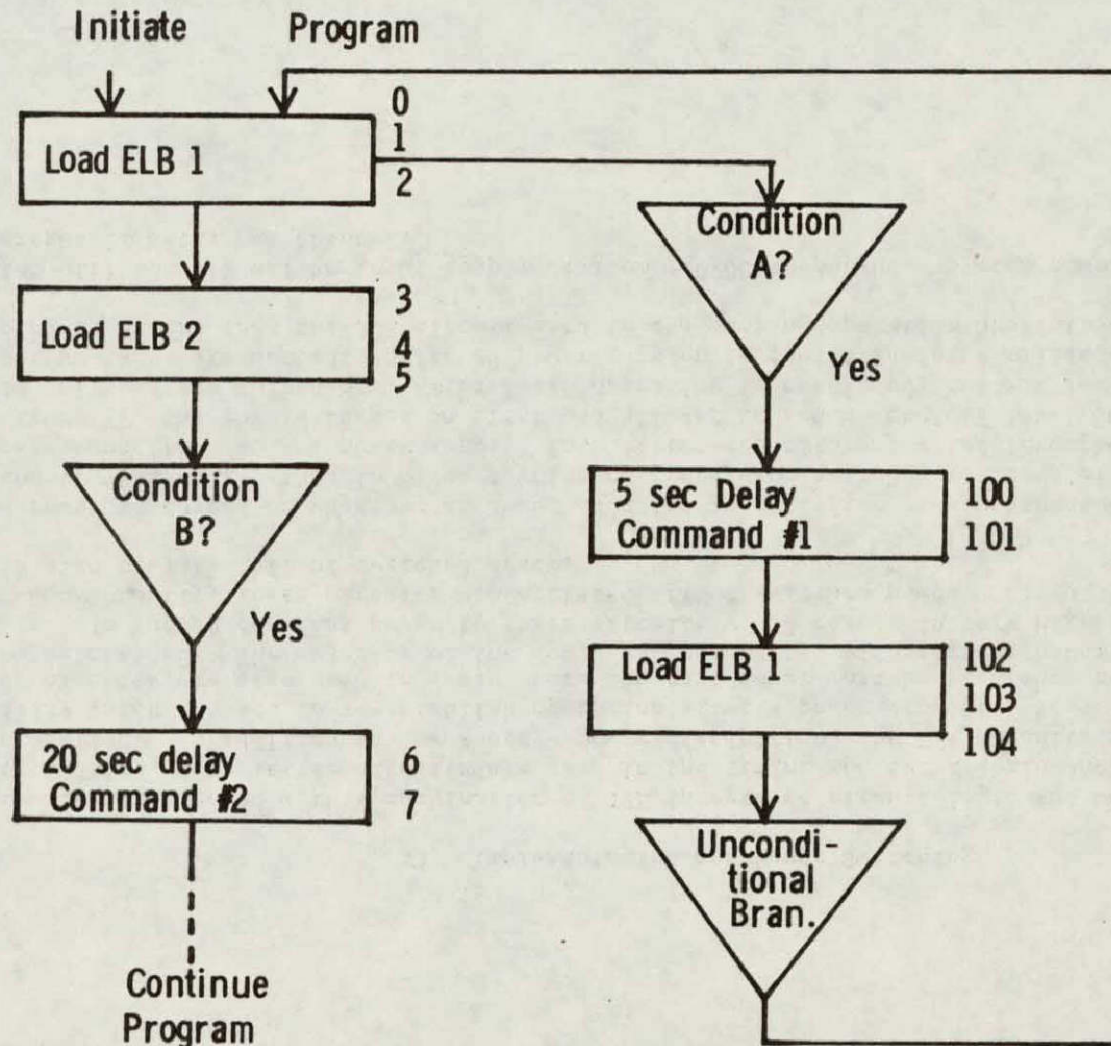 Initiate Program
Load ELB 1
0
1
2
Load ELB 2
3
4
5
Condition
B?
Yes
20 sec delay
Command #2
6
7
Continue
Program
Condition
A?
Yes
5 sec Delay
Command #1
100
101
Load ELB 1
102
103
104
Uncondi-
tional
Bran.